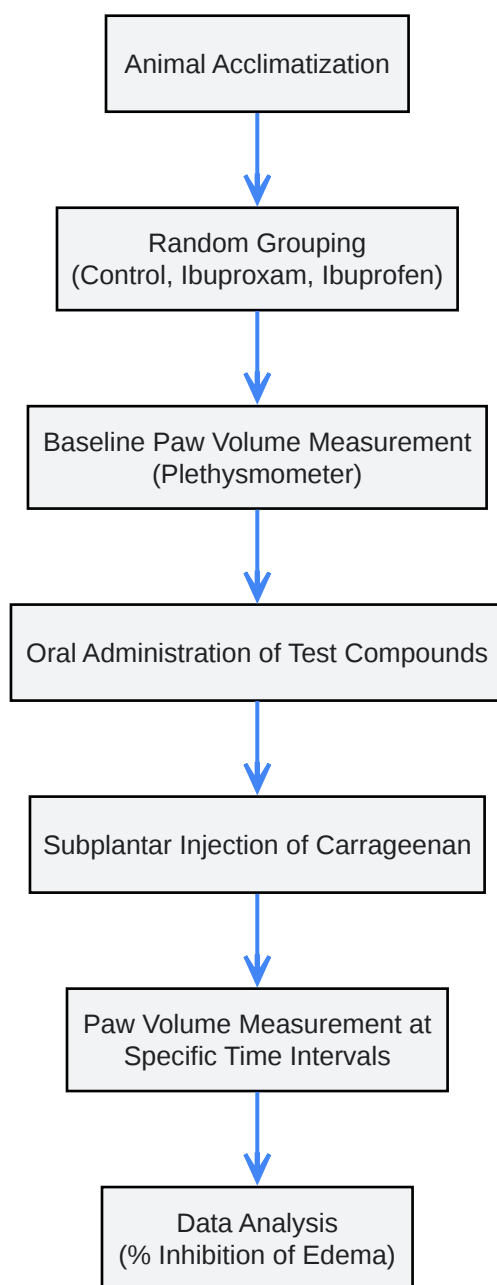 Animal Acclimatization
Random Grouping
(Control, Ibuproxam, Ibuprofen)
Baseline Paw Volume Measurement
(Plethysmometer)
Oral Administration of Test Compounds
Subplantar Injection of Carrageenan
Paw Volume Measurement at
Specific Time Intervals
Data Analysis
(% Inhibition of Edema)